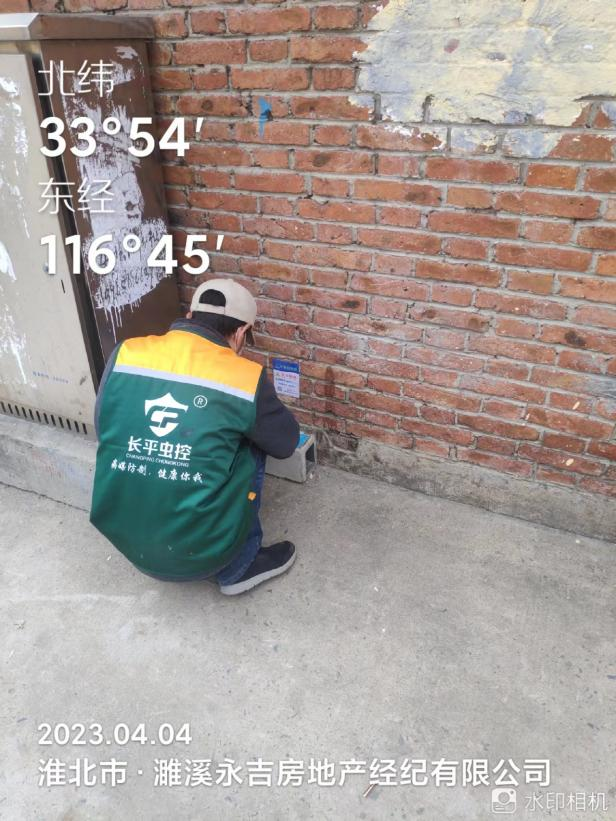 北纬
33°54′
东经
116°45′
®
长平虫控
CHANGPING CHONGKONG
病媒防制，健康你我
2023.04.04
淮北市·濉溪永吉房地产经纪有限公司
水印相机